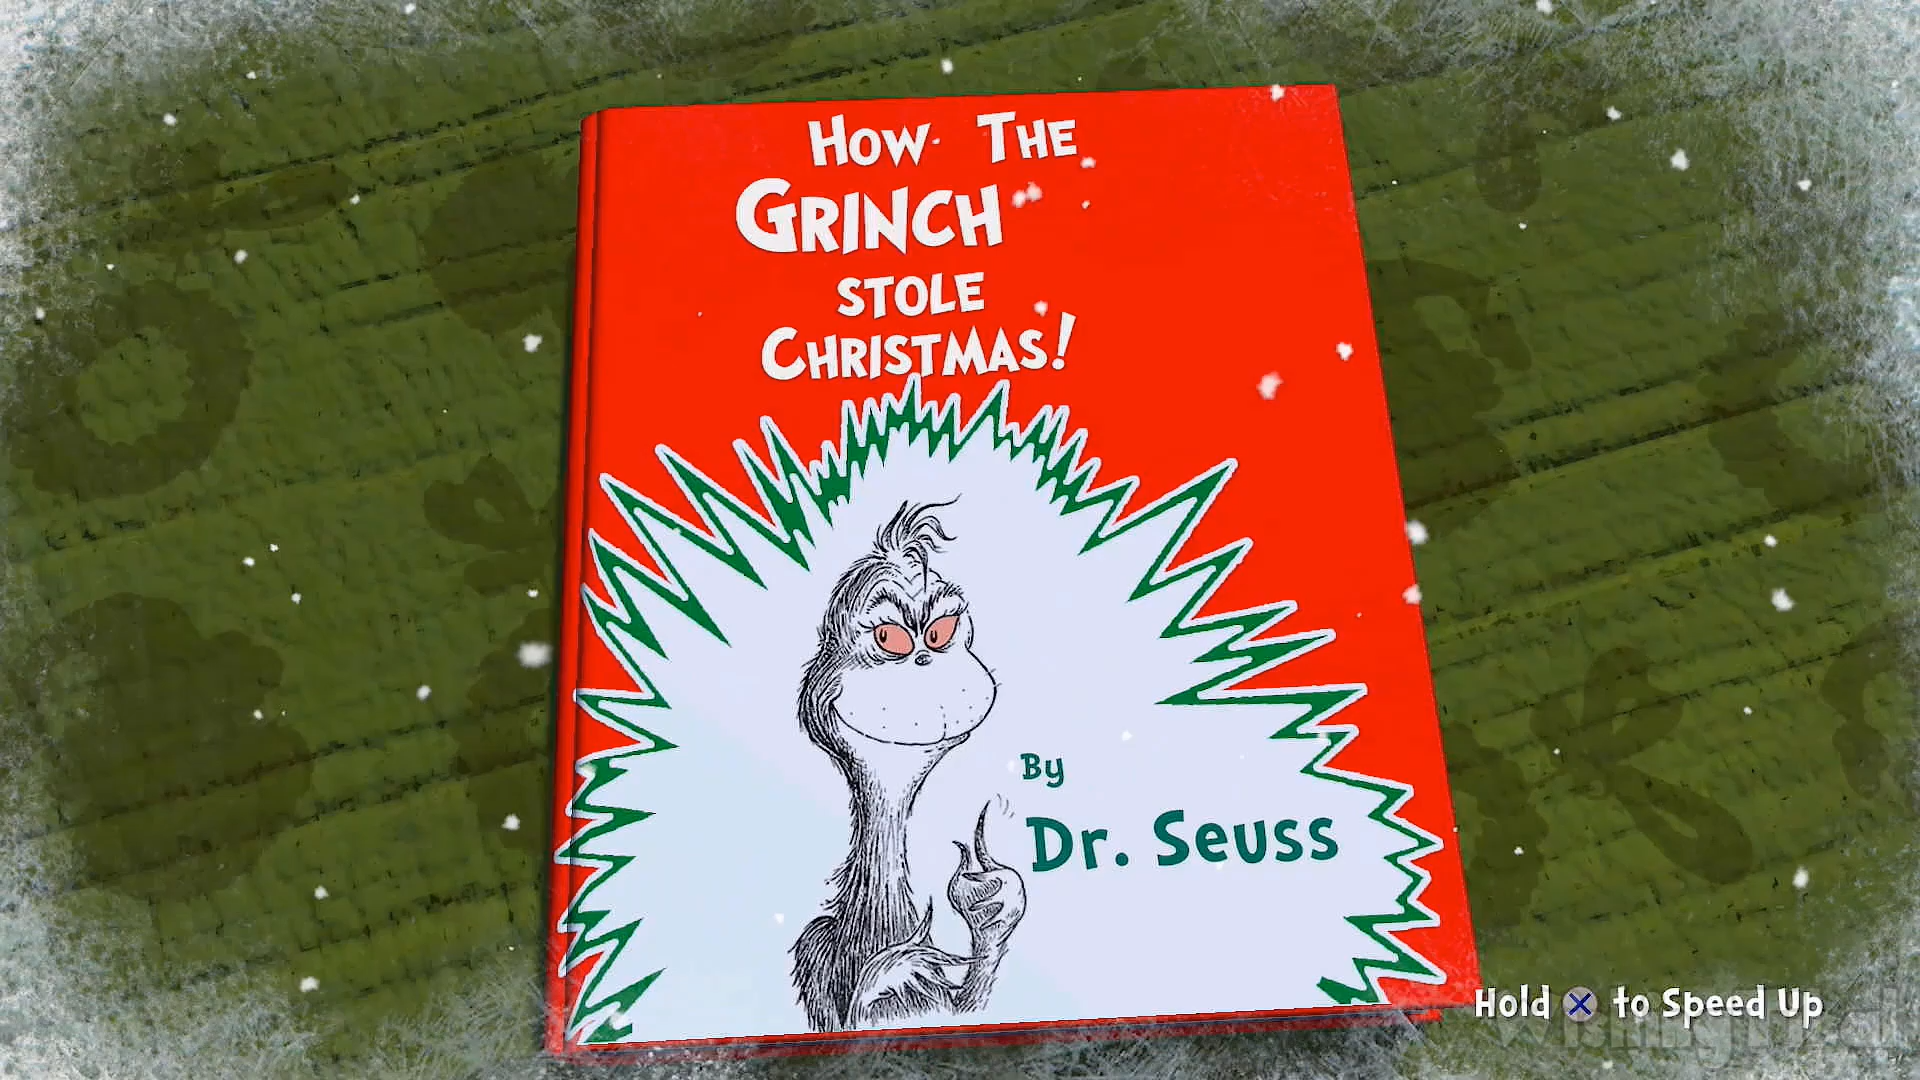 How The
Grinch
Stole
Christmas!
By
Dr. Seuss
Hold X to Speed Up